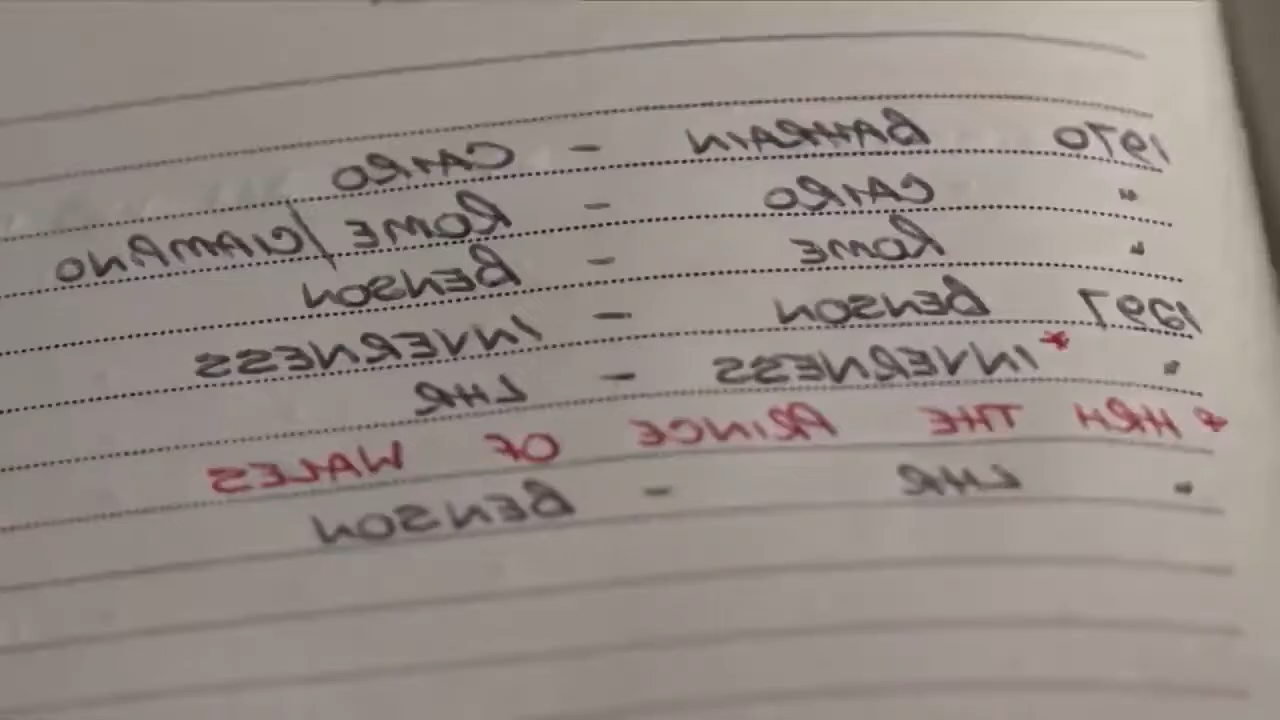 1970 BAHRAIN - CAIRO
" CAIRO - ROME/CIAMPINO
" ROME - BENSON
1997 BENSON - INVERNESS
" INVERNESS* - LHR
* HRH THE PRINCE OF WALES
" LHR - BENSON